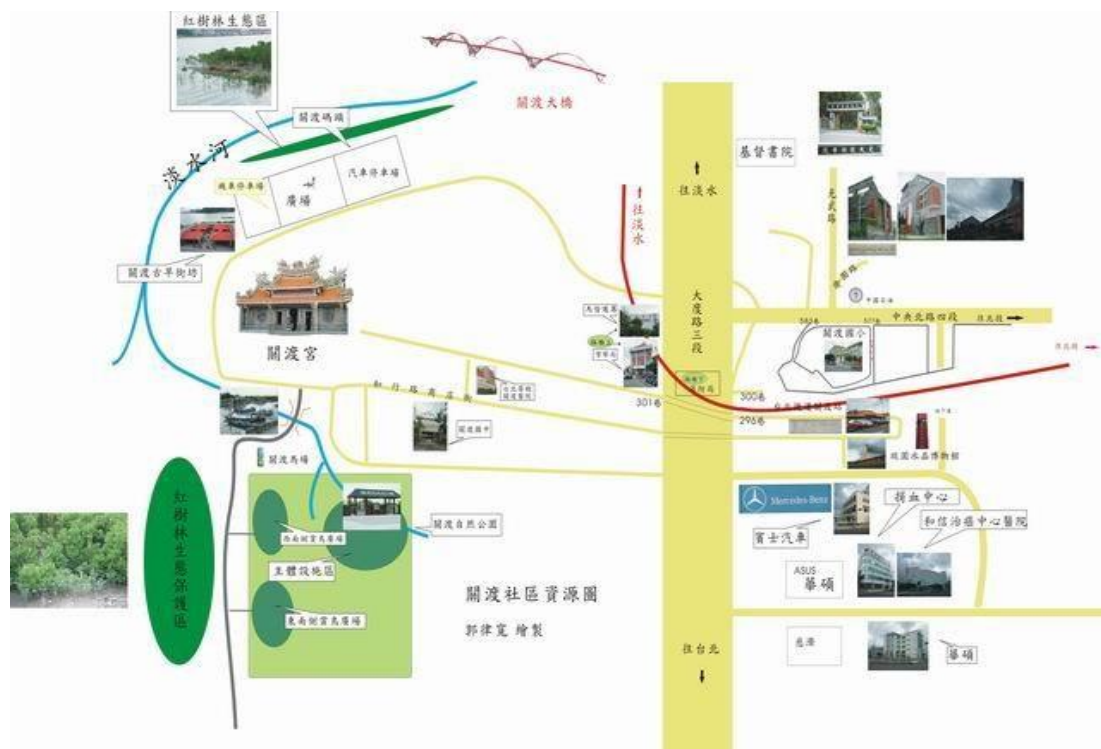 紅樹林生態區
關渡大橋
關渡碼頭
淡水河
機車停車場
廣場
汽車停車場
關渡古早街坊
關渡宮
往淡水
往淡水
大度路三段
基督書院
中央北路四段
關渡國小
301巷
300巷
296巷
知行路商店街
關渡醫院
關渡國中
關渡馬場
紅樹林生態保護區
關渡自然公園
主體設施區
關渡社區資源圖
郭律寬 繪製
往台北
Mercedes-Benz
賓士汽車
捐血中心
和信治癌中心醫院
ASUS
華碩
慈濟
華碩